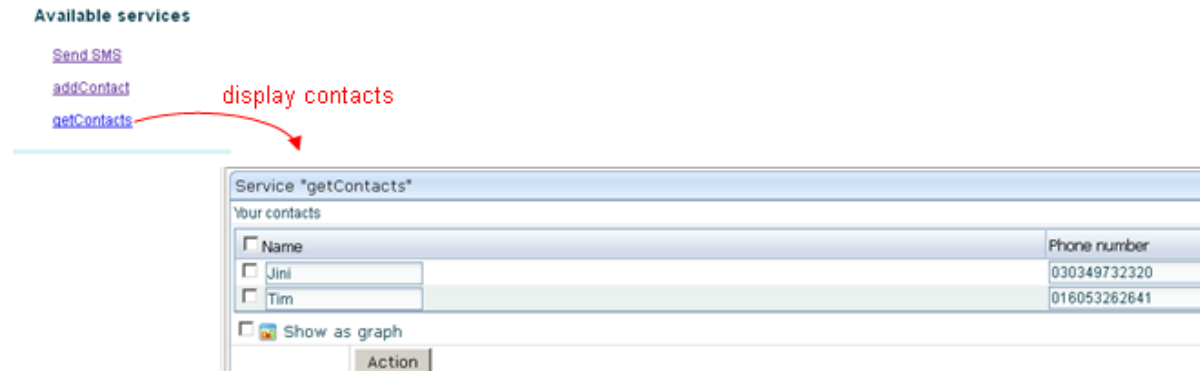 Available services
Send SMS
addContact
display contacts
getContacts
Service "getContacts"
Your contacts
Name Phone number
Jini 030349732320
Tim 016053262641
Show as graph
Action